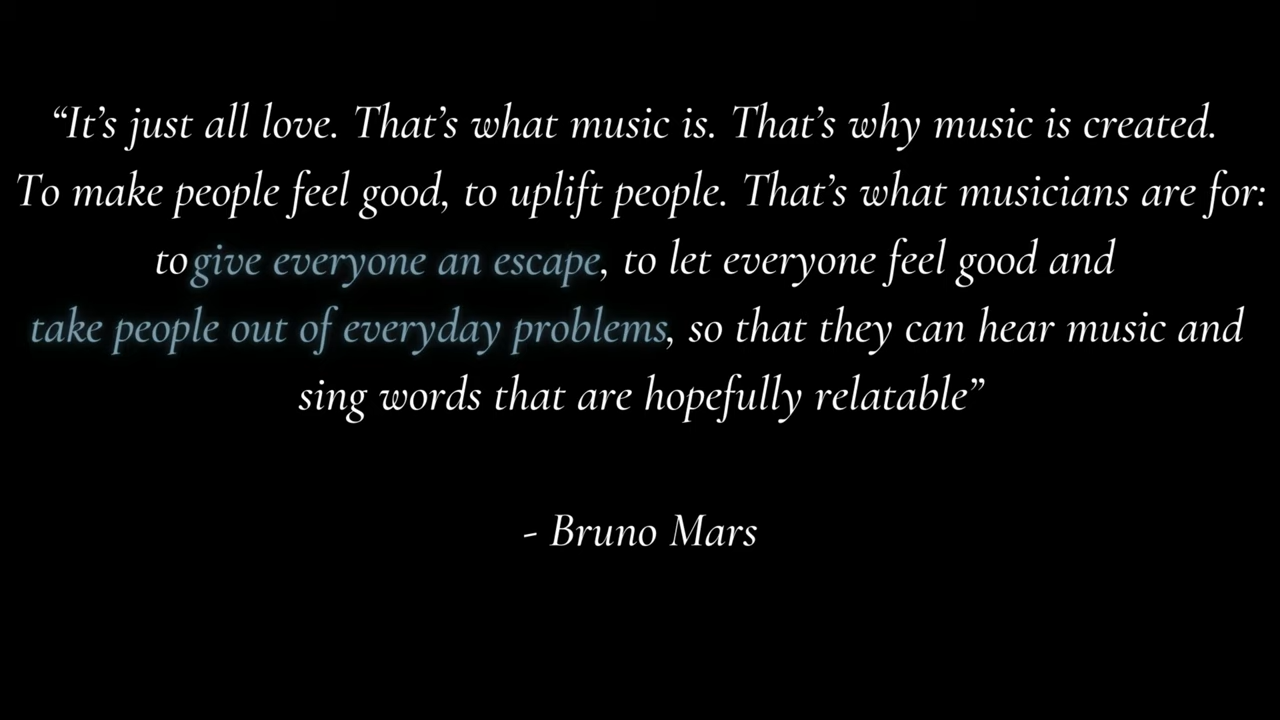 “It’s just all love. That’s what music is. That’s why music is created.
To make people feel good, to uplift people. That’s what musicians are for:
to give everyone an escape, to let everyone feel good and
take people out of everyday problems, so that they can hear music and
sing words that are hopefully relatable”
- Bruno Mars